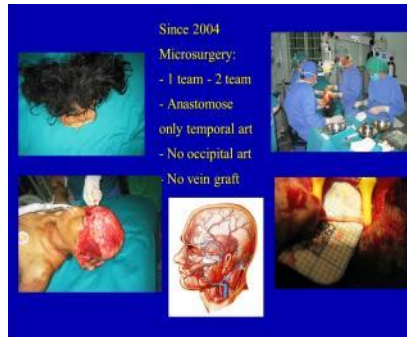 Since 2004
Microsurgery:
- 1 team - 2 team
- Anastomose
only temporal art
- No occipital art
- No vein graft